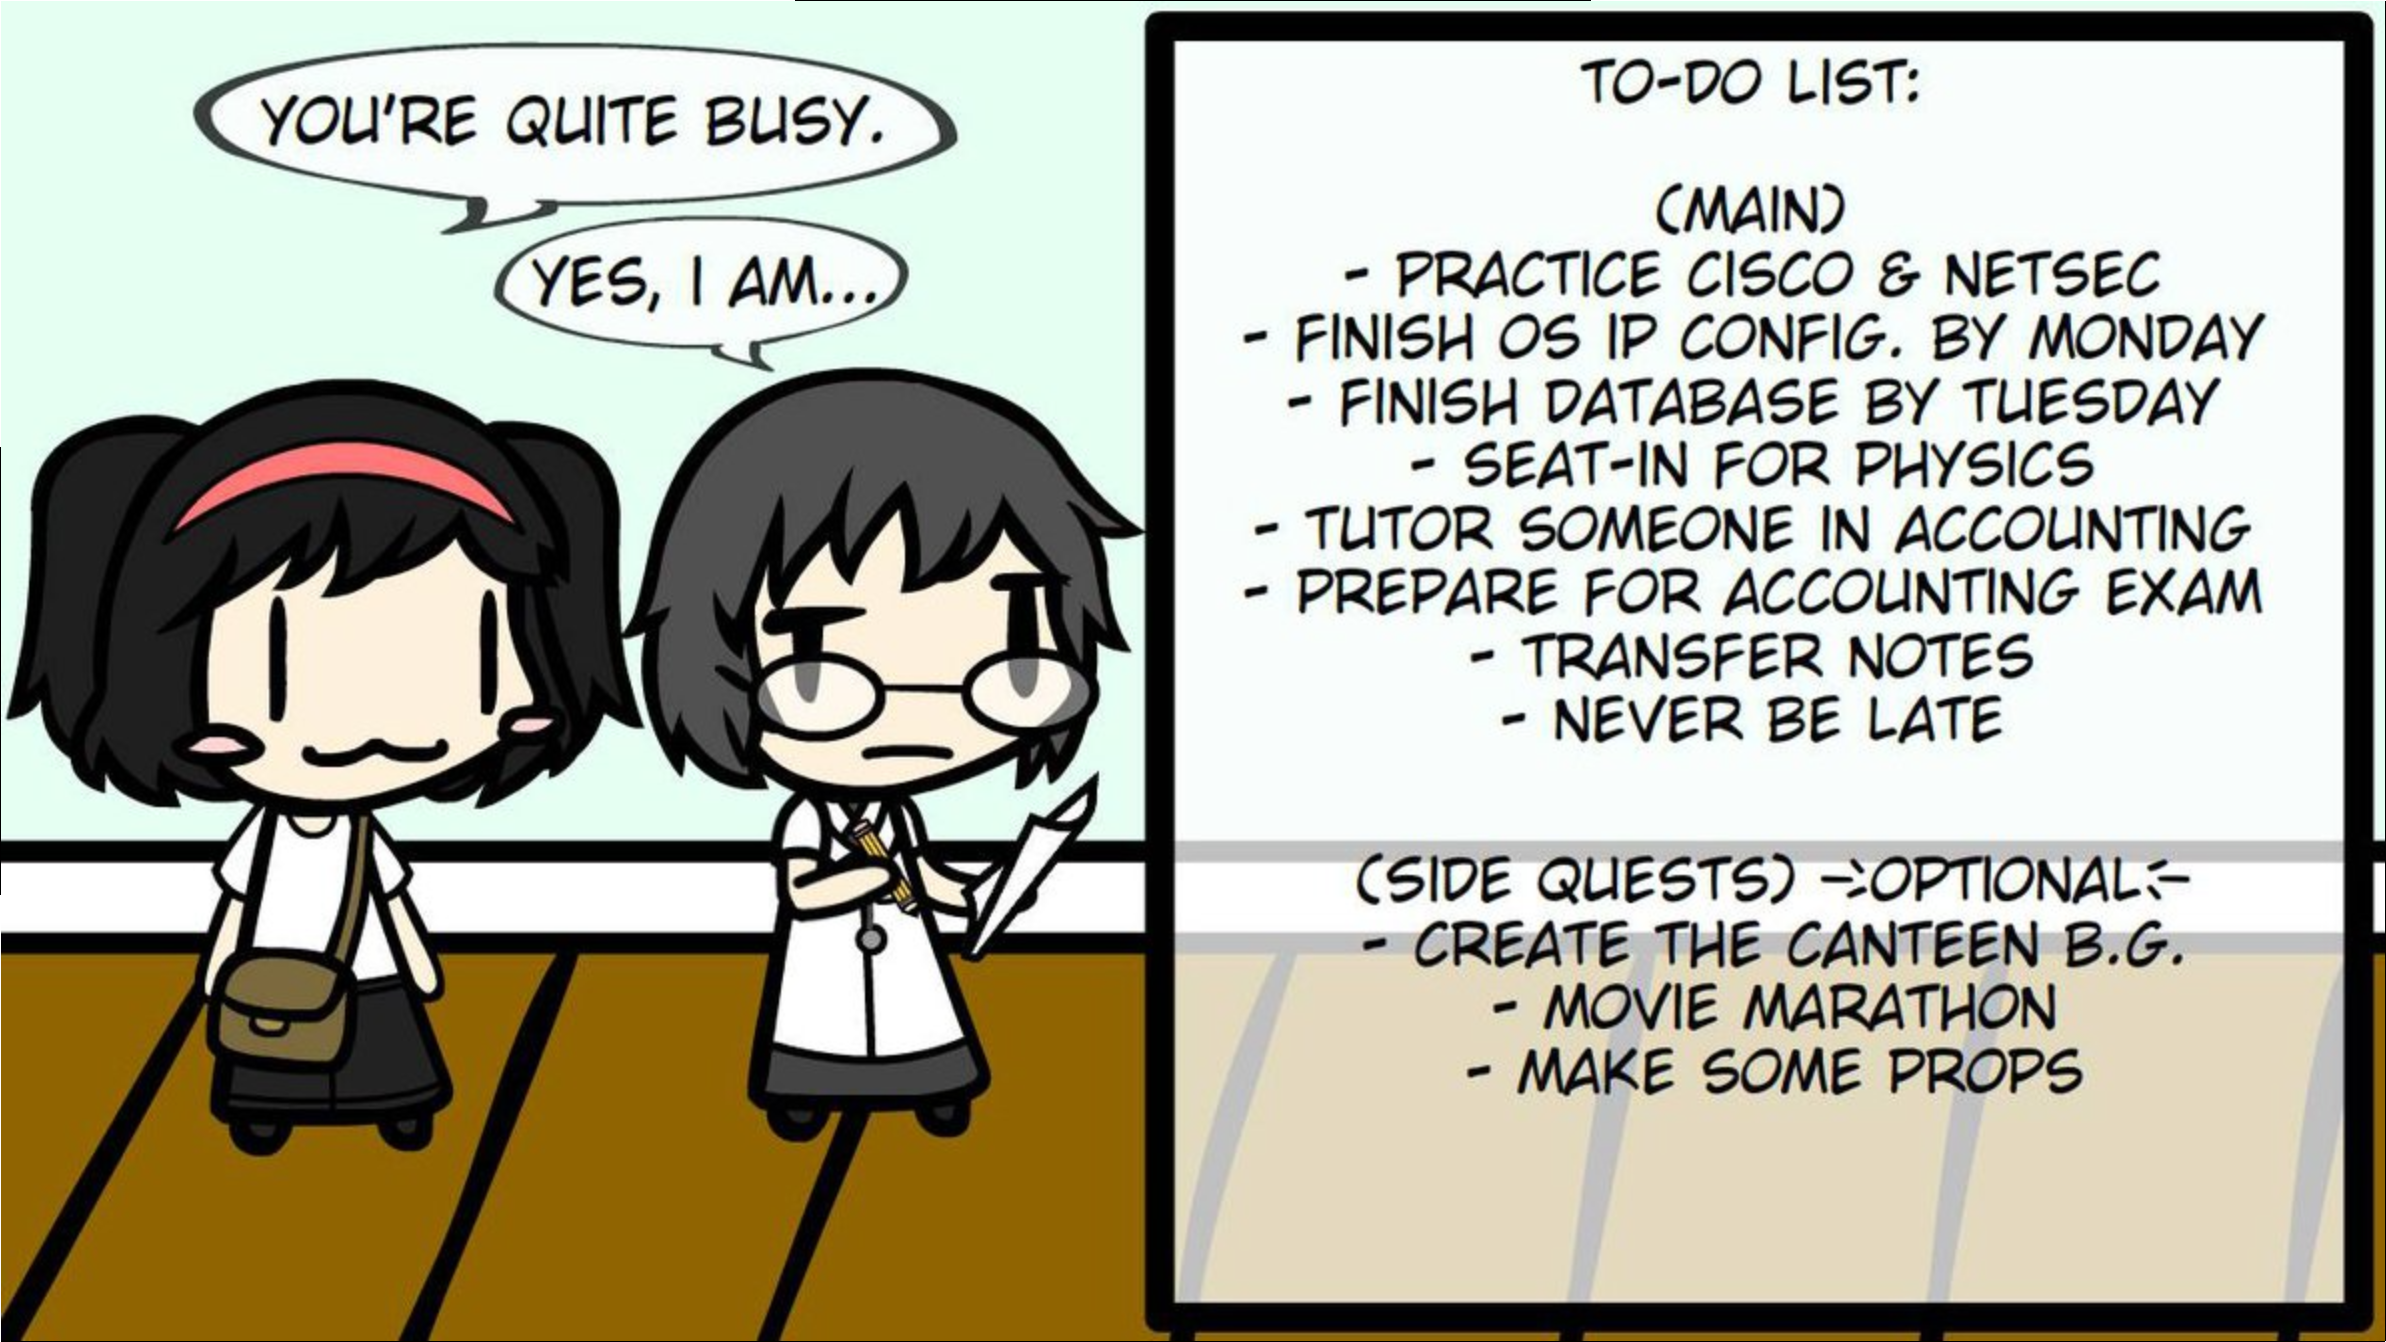 YOU'RE QUITE BUSY.
YES, I AM...
TO-DO LIST:
(MAIN)
- PRACTICE CISCO & NETSEC
- FINISH OS IP CONFIG. BY MONDAY
- FINISH DATABASE BY TUESDAY
- SEAT-IN FOR PHYSICS
- TUTOR SOMEONE IN ACCOUNTING
- PREPARE FOR ACCOUNTING EXAM
- TRANSFER NOTES
- NEVER BE LATE
(SIDE QUESTS) -OPTIONAL-
- CREATE THE CANTEEN B.G.
- MOVIE MARATHON
- MAKE SOME PROPS